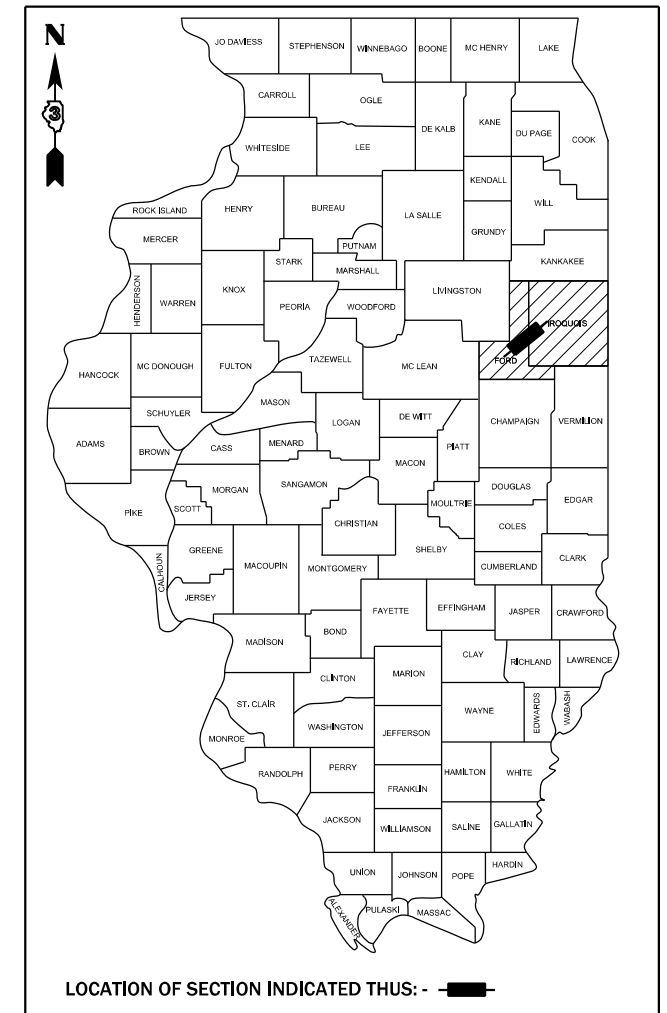 N
3
JO DAVIESS
STEPHENSON
WINNEBAGO
BOONE
MC HENRY
LAKE
CARROLL
OGLE
DE KALB
KANE
DU PAGE
COOK
WHITESIDE
LEE
KENDALL
WILL
ROCK ISLAND
HENRY
BUREAU
LA SALLE
GRUNDY
MERCER
PUTNAM
STARK
MARSHALL
KANKAKEE
HENDERSON
WARREN
KNOX
PEORIA
WOODFORD
LIVINGSTON
IROQUOIS
FORD
HANCOCK
MC DONOUGH
FULTON
TAZEWELL
MC LEAN
SCHUYLER
MASON
LOGAN
DE WITT
CHAMPAIGN
VERMILION
ADAMS
BROWN
CASS
MENARD
MACON
PIATT
PIKE
SCOTT
MORGAN
SANGAMON
CHRISTIAN
MOULTRIE
DOUGLAS
EDGAR
COLES
CALHOUN
GREENE
MACOUPIN
MONTGOMERY
SHELBY
CUMBERLAND
CLARK
JERSEY
FAYETTE
EFFINGHAM
JASPER
CRAWFORD
MADISON
BOND
CLAY
RICHLAND
LAWRENCE
CLINTON
MARION
ST. CLAIR
WASHINGTON
WAYNE
EDWARDS
WABASH
MONROE
JEFFERSON
RANDOLPH
PERRY
HAMILTON
WHITE
FRANKLIN
JACKSON
WILLIAMSON
SALINE
GALLATIN
UNION
JOHNSON
POPE
HARDIN
ALEXANDER
PULASKI
MASSAC
LOCATION OF SECTION INDICATED THUS: -